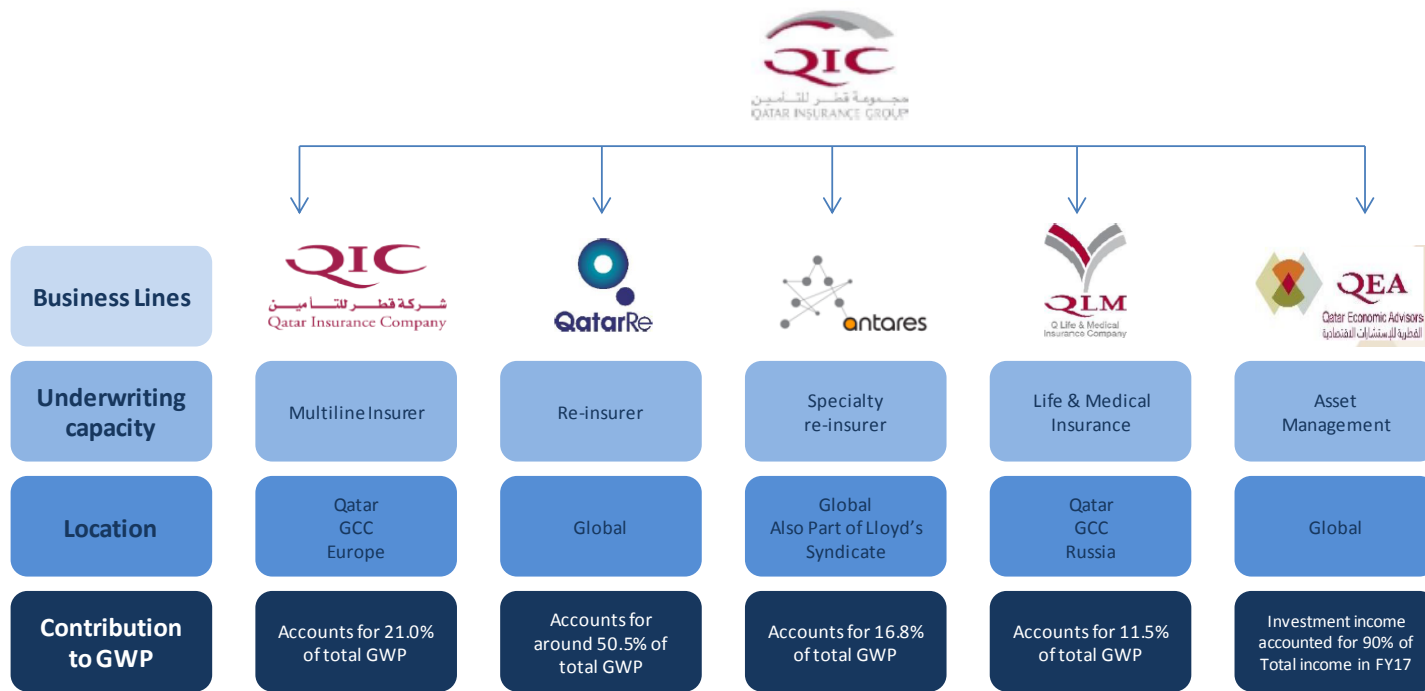 QIC
مجموعة قطر للتأمين
QATAR INSURANCE GROUP
Business Lines
QIC
شركة قطر للتأمين
Qatar Insurance Company
QatarRe
antares
QLM
Q Life & Medical
Insurance Company
QEA
Qatar Economic Advisors
القطرية للإستشارات الاقتصادية
Underwriting
capacity
Multiline Insurer
Re-insurer
Specialty
re-insurer
Life & Medical
Insurance
Asset
Management
Location
Qatar
GCC
Europe
Global
Global
Also Part of Lloyd's
Syndicate
Qatar
GCC
Russia
Global
Contribution
to GWP
Accounts for 21.0%
of total GWP
Accounts for
around 50.5% of
total GWP
Accounts for 16.8%
of total GWP
Accounts for 11.5%
of total GWP
Investment income
accounted for 90% of
Total income in FY17